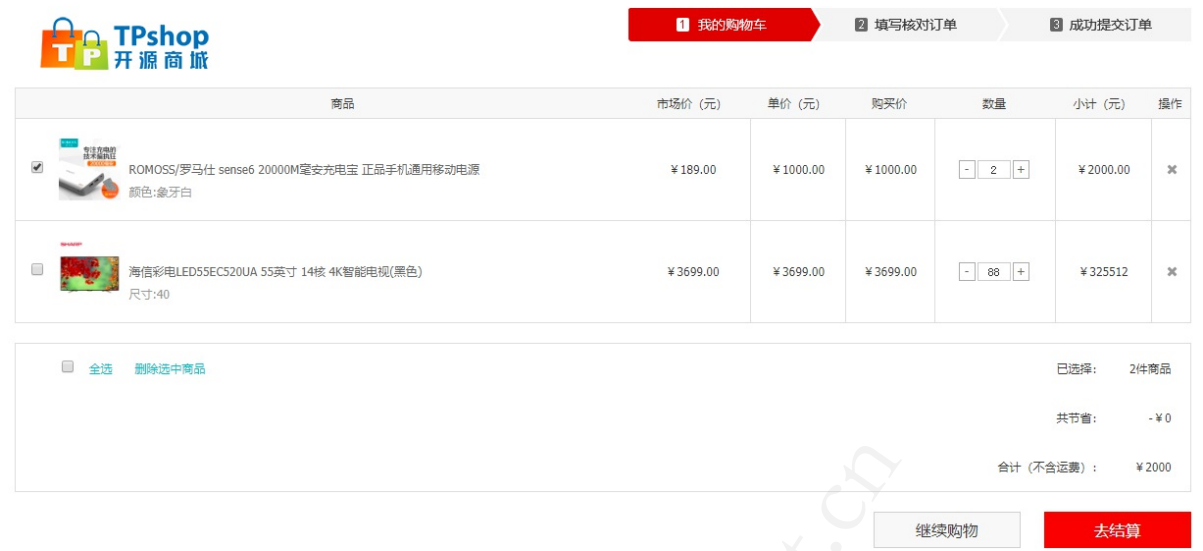 TPshop
开源商城
TP
1 我的购物车 2 填写核对订单 3 成功提交订单
商品 市场价（元） 单价（元） 购买价 数量 小计（元） 操作
专注充电的
ROMOSS/罗马仕 sense6 20000M毫安充电宝 正品手机通用移动电源 ￥189.00 ￥1000.00 ￥1000.00 - 2 + ￥2000.00 ✖
颜色:象牙白
SHARP
海信彩电LED55EC520UA 55英寸 14核 4K智能电视(黑色) ￥3699.00 ￥3699.00 ￥3699.00 - 88 + ￥325512 ✖
尺寸:40
全选 删除选中商品 已选择： 2件商品
共节省： -￥0
合计（不含运费）： ￥2000
继续购物 去结算
t.cn